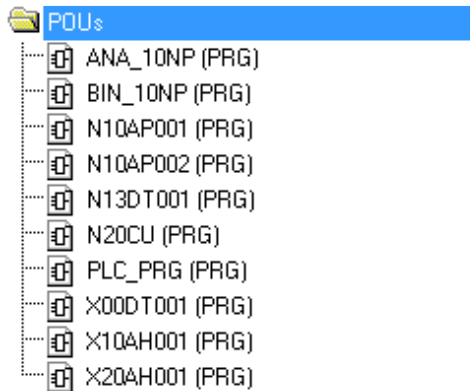 POUs
ANA_10NP (PRG)
BIN_10NP (PRG)
N10AP001 (PRG)
N10AP002 (PRG)
N13DT001 (PRG)
N20CU (PRG)
PLC_PRG (PRG)
X00DT001 (PRG)
X10AH001 (PRG)
X20AH001 (PRG)